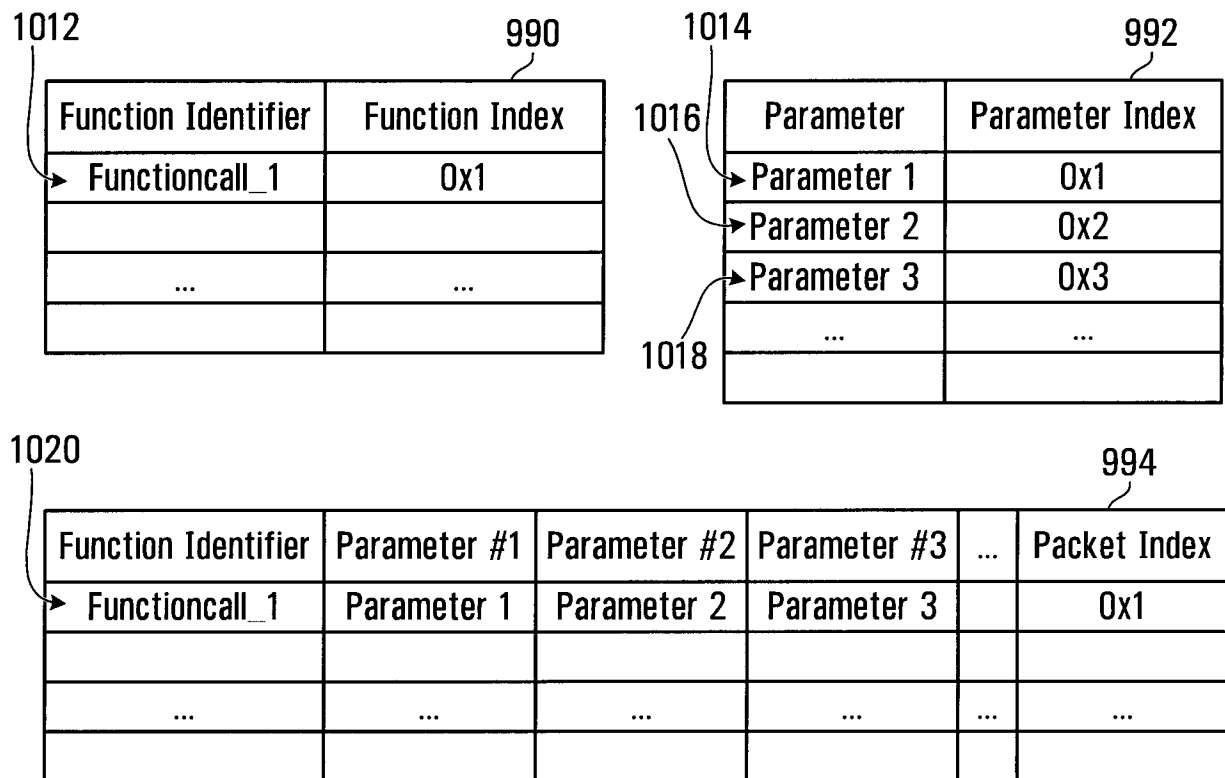 1012
990
Function Identifier Function Index
Functioncall_1 0x1
... ...
1014
992
1016
1018
Parameter Parameter Index
Parameter 1 0x1
Parameter 2 0x2
Parameter 3 0x3
... ...
1020
994
Function Identifier Parameter #1 Parameter #2 Parameter #3 ... Packet Index
Functioncall_1 Parameter 1 Parameter 2 Parameter 3 0x1
... ... ... ... ... ...